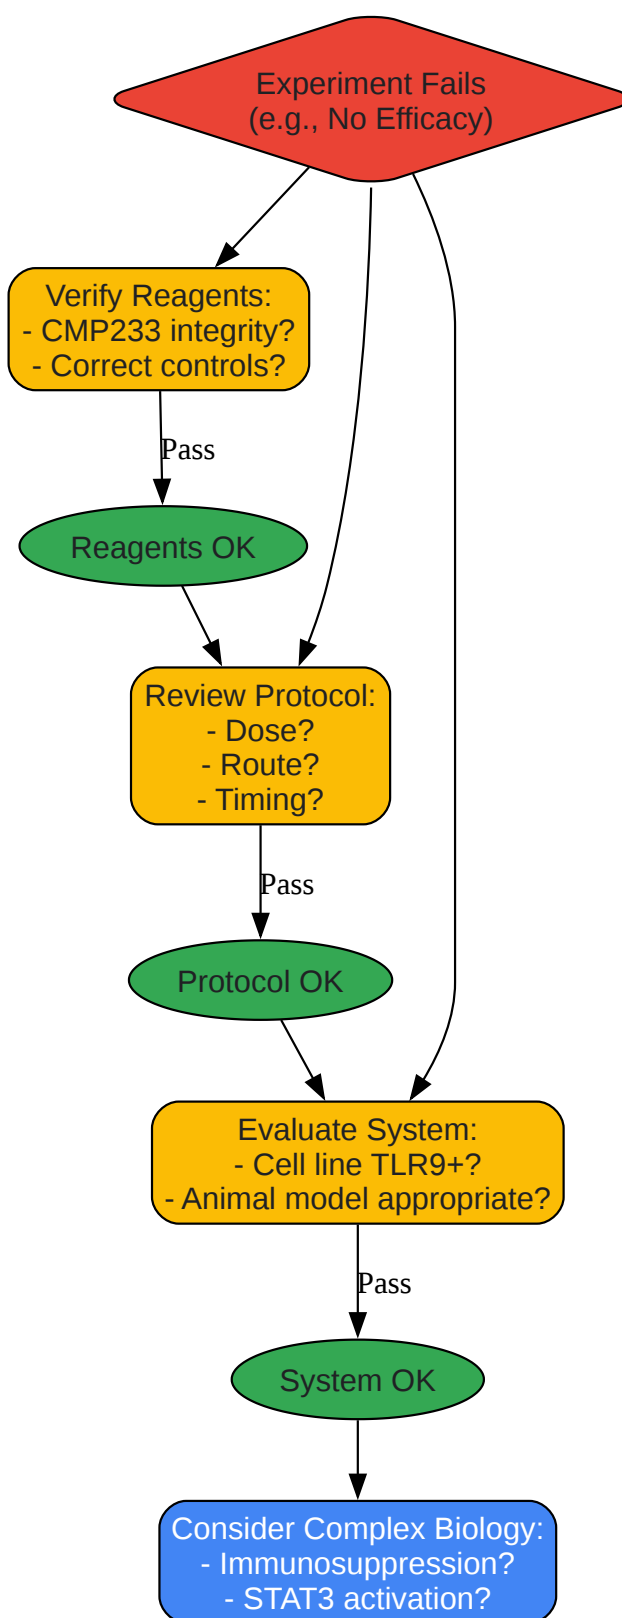 Experiment Fails
(e.g., No Efficacy)
Verify Reagents:
- CMP233 integrity?
- Correct controls?
Pass
Reagents OK
Review Protocol:
- Dose?
- Route?
- Timing?
Pass
Protocol OK
Evaluate System:
- Cell line TLR9+?
- Animal model appropriate?
Pass
System OK
Consider Complex Biology:
- Immunosuppression?
- STAT3 activation?